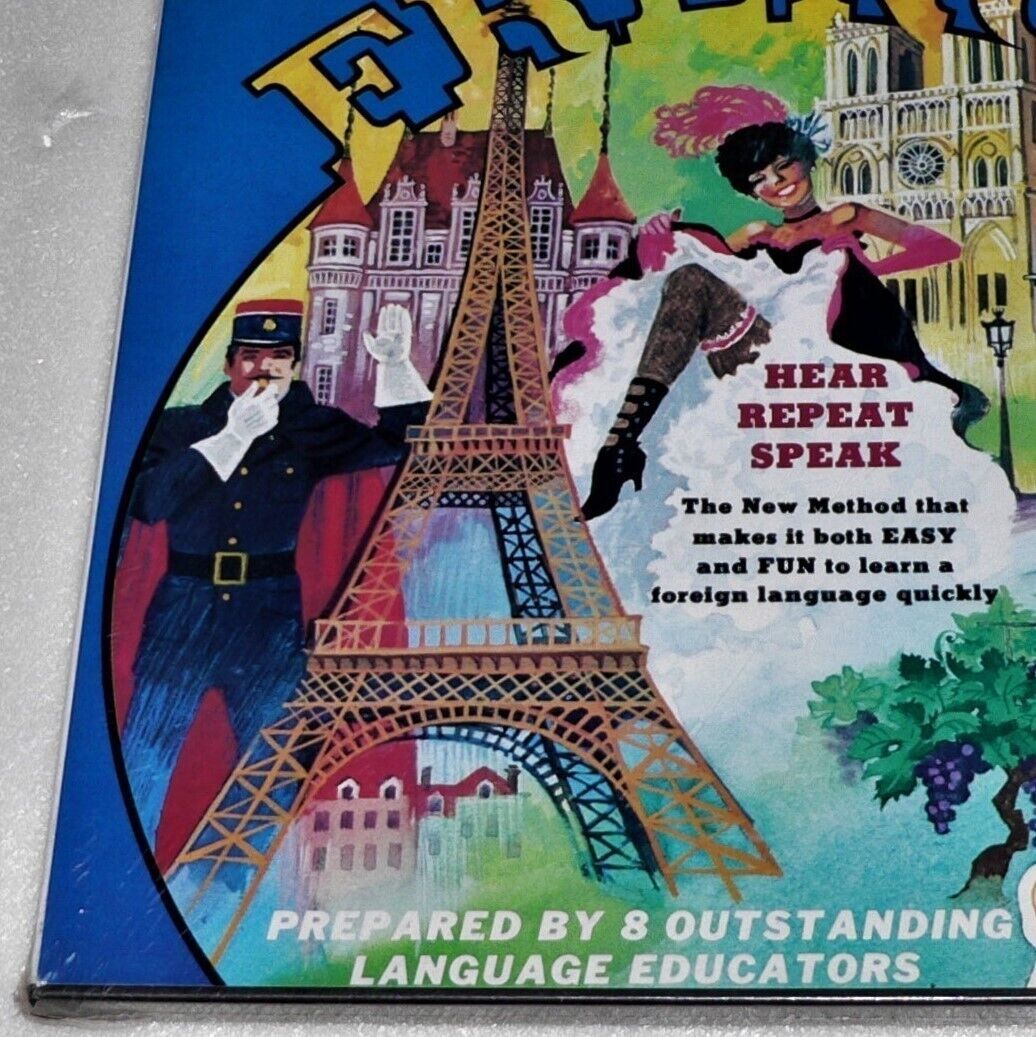 HEAR
REPEAT
SPEAK
The New Method that
makes it both EASY
and FUN to learn a
foreign language quickly
PREPARED BY 8 OUTSTANDING
LANGUAGE EDUCATORS